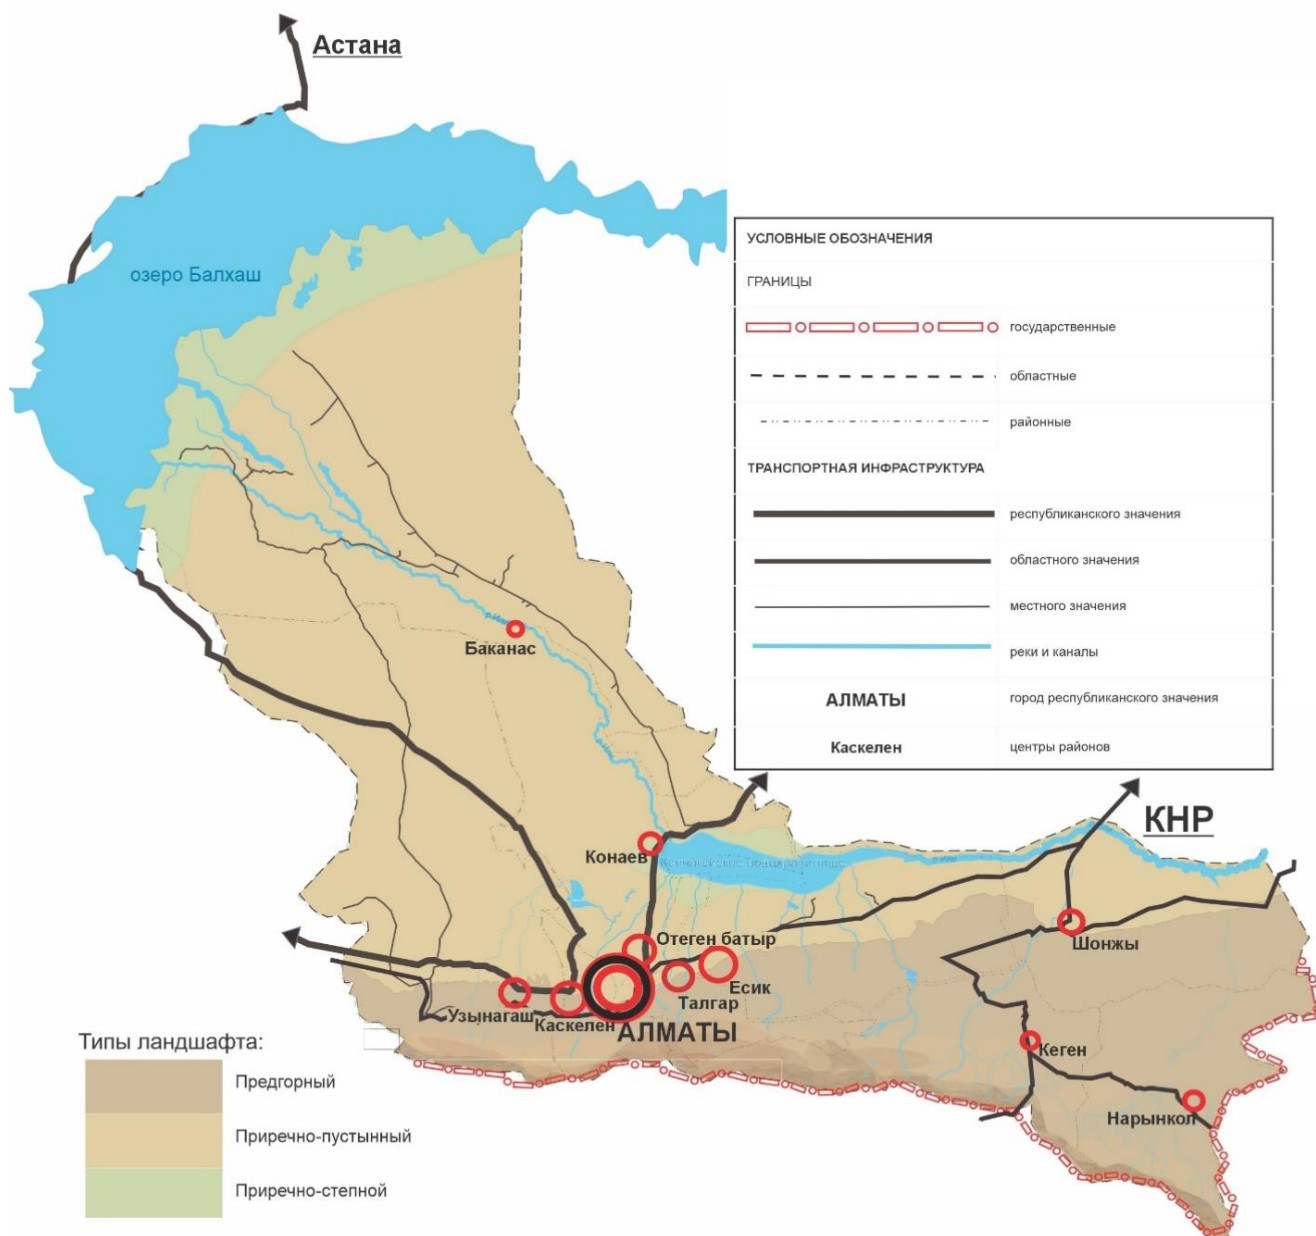 Астана
озеро Балхаш
УСЛОВНЫЕ ОБОЗНАЧЕНИЯ
ГРАНИЦЫ
государственные
областные
районные
ТРАНСПОРТНАЯ ИНФРАСТРУКТУРА
республиканского значения
областного значения
местного значения
реки и каналы
АЛМАТЫ
город республиканского значения
Каскелен
центры районов
Баканас
КНР
Конаев
Отеген батыр
Шонжы
Есик
Талгар
Узынагаш
Каскелен
АЛМАТЫ
Кеген
Нарынкол
Типы ландшафта:
Предгорный
Приречно-пустынный
Приречно-степной